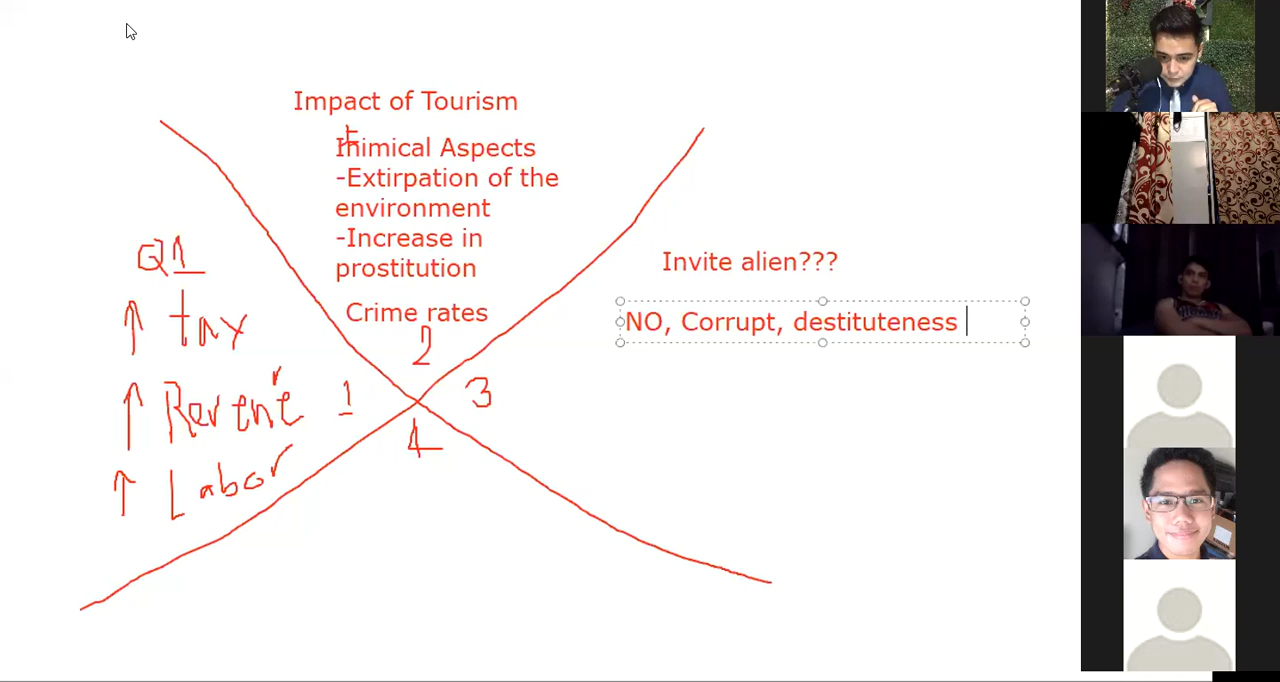 Impact of Tourism
t
Inimical Aspects
-Extirpation of the
environment
-Increase in
prostitution
Crime rates
Q1
↑ tax
↑
↑ Labor
1
2
3
4
Invite alien???
NO, Corrupt, destituteness